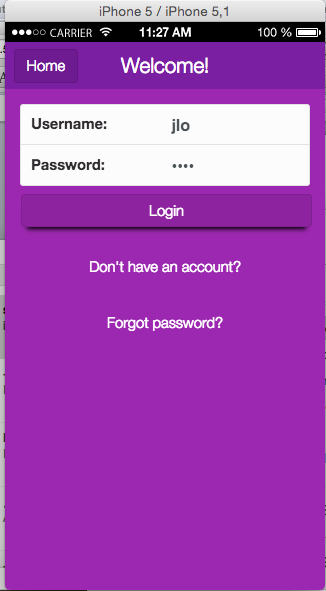 iPhone 5 / iPhone 5,1
CARRIER 11:27 AM 100 %
Home Welcome!
Username: jlo
Password: ••••
Login
Don't have an account?
Forgot password?